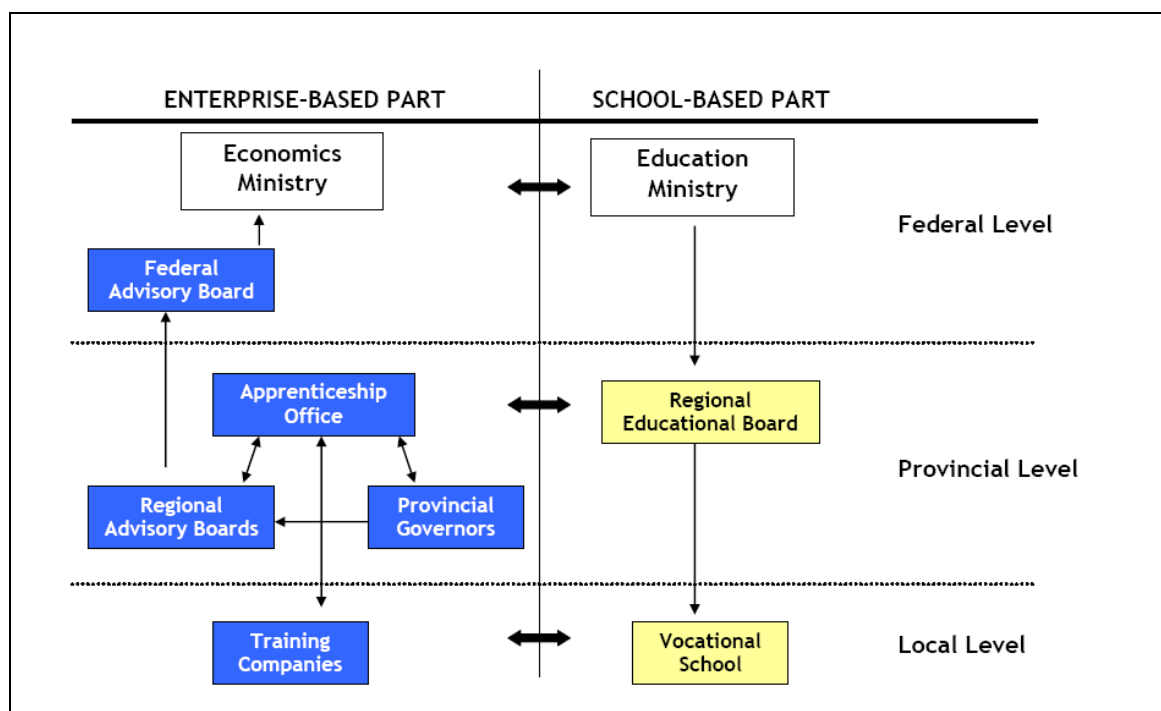 ENTERPRISE-BASED PART
SCHOOL-BASED PART
Economics
Ministry
Education
Ministry
Federal Level
Federal
Advisory Board
Apprenticeship
Office
Regional
Educational Board
Provincial Level
Regional
Advisory Boards
Provincial
Governors
Training
Companies
Vocational
School
Local Level